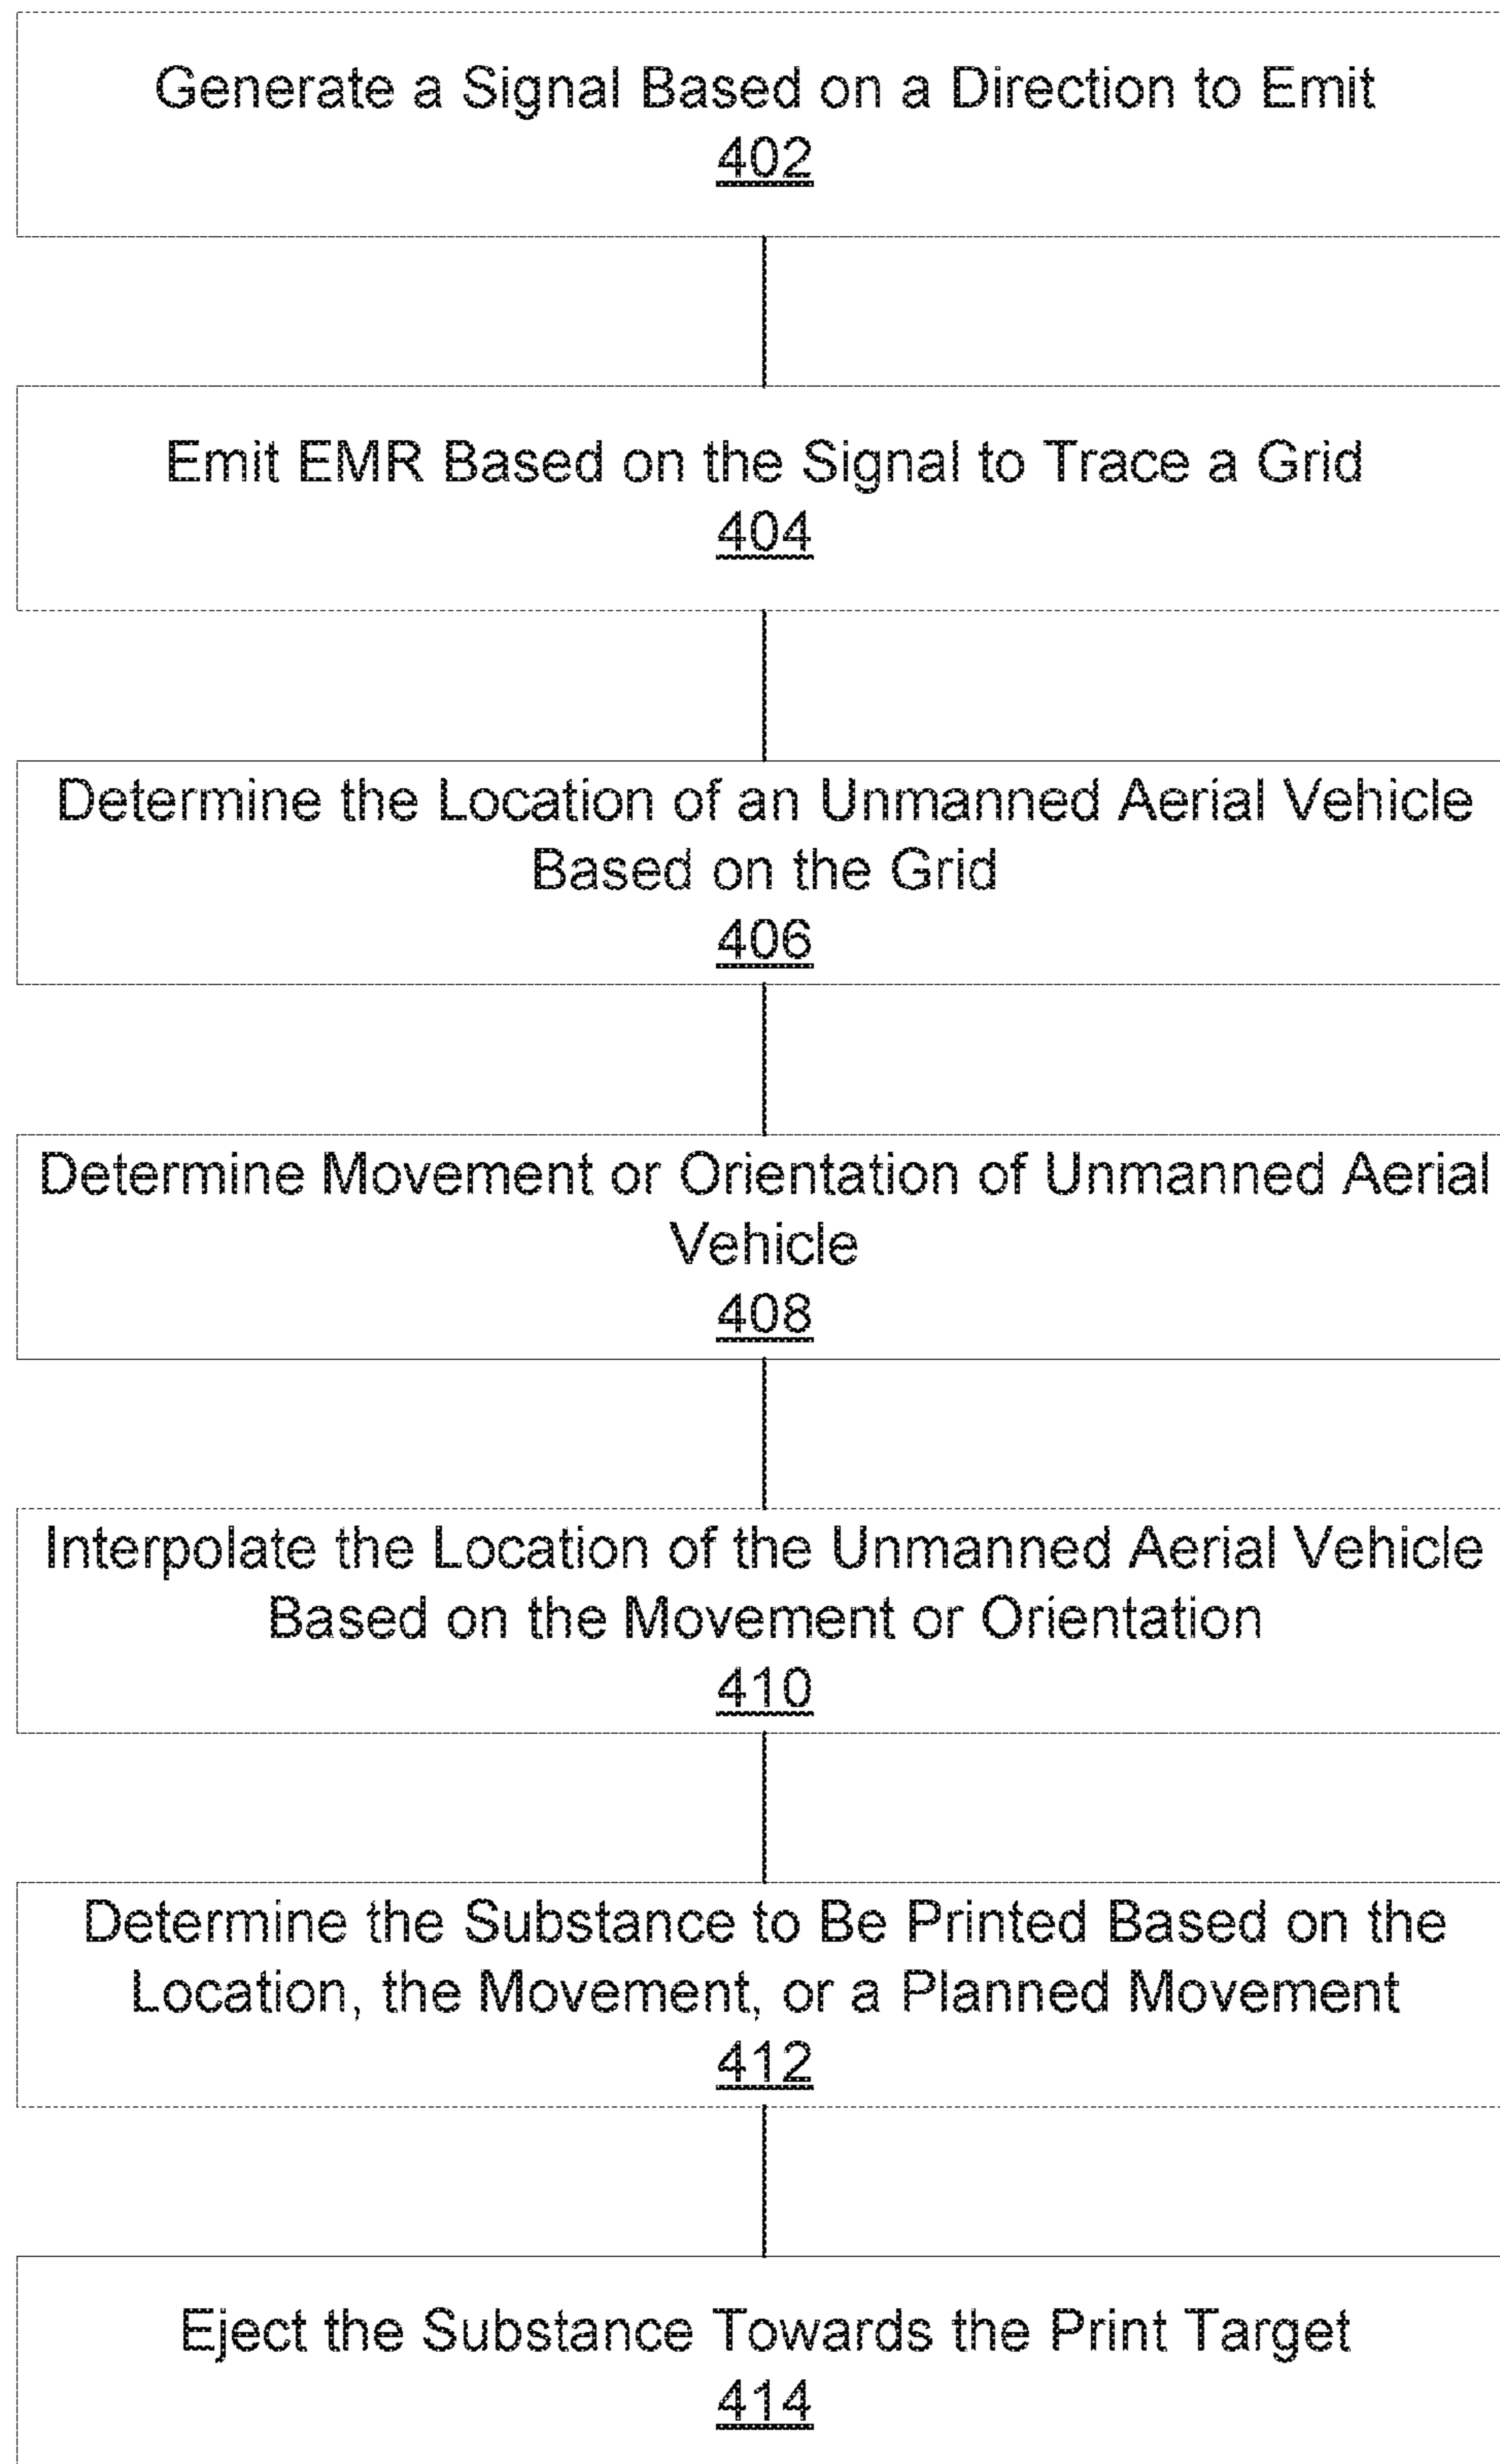 Generate a Signal Based on a Direction to Emit
402
Emit EMR Based on the Signal to Trace a Grid
404
Determine the Location of an Unmanned Aerial Vehicle
Based on the Grid
406
Determine Movement or Orientation of Unmanned Aerial
Vehicle
408
Interpolate the Location of the Unmanned Aerial Vehicle
Based on the Movement or Orientation
410
Determine the Substance to Be Printed Based on the
Location, the Movement, or a Planned Movement
412
Eject the Substance Towards the Print Target
414